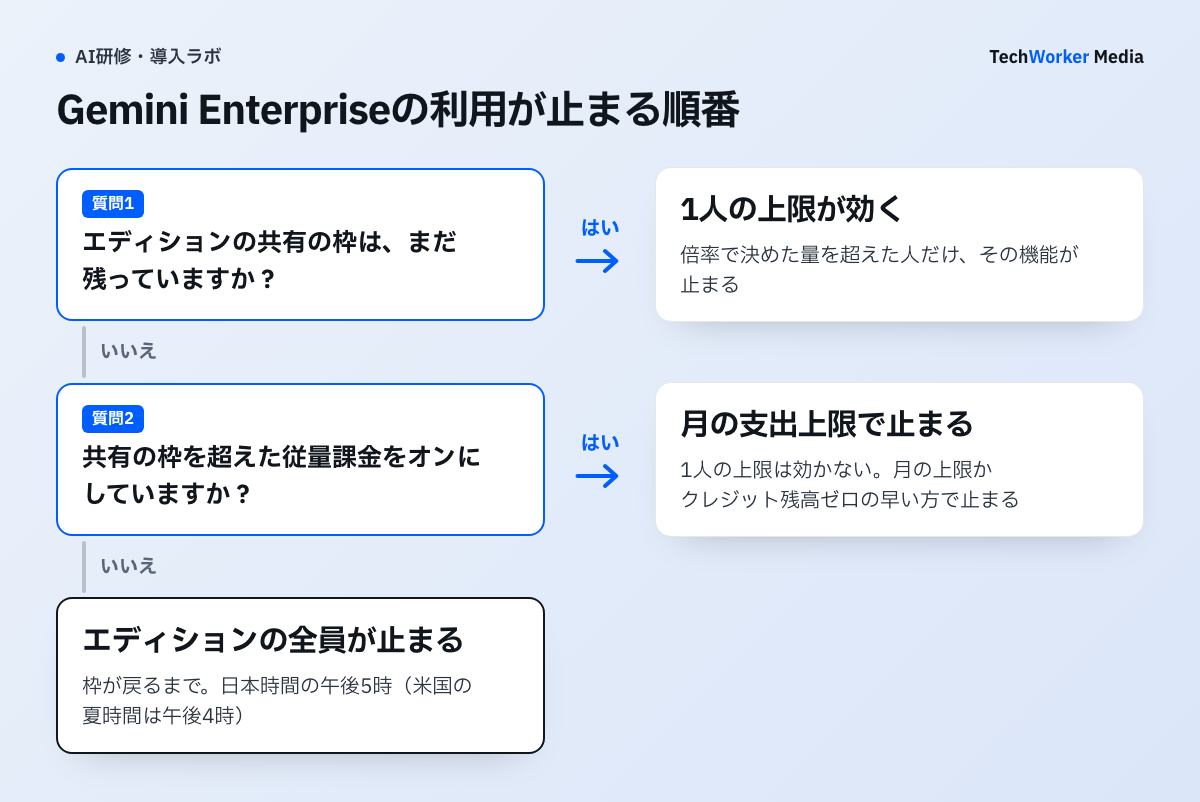 AI研修・導入ラボ
TechWorker Media
Gemini Enterpriseの利用が止まる順番
質問1
エディションの共有の枠は、まだ
残っていますか？
はい
1人の上限が効く
倍率で決めた量を超えた人だけ、その機能が
止まる
いいえ
質問2
共有の枠を超えた従量課金をオンに
していますか？
はい
月の支出上限で止まる
1人の上限は効かない。月の上限か
クレジット残高ゼロの早い方で止まる
いいえ
エディションの全員が止まる
枠が戻るまで。日本時間の午後5時（米国の
夏時間は午後4時）